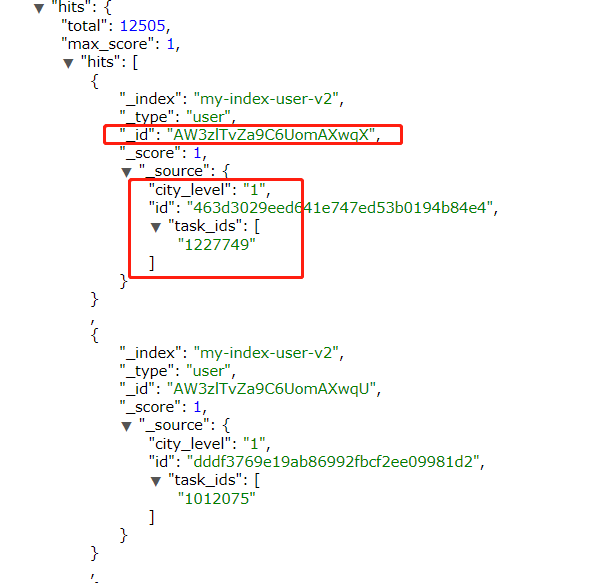 "hits": {
"total": 12505,
"max_score": 1,
"hits": [
{
"_index": "my-index-user-v2",
"_type": "user",
"_id": "AW3zlTvZa9C6UomAXwqX",
"_score": 1,
"_source": {
"city_level": "1",
"id": "463d3029eed641e747ed53b0194b84e4",
"task_ids": [
"1227749"
]
}
}
,
{
"_index": "my-index-user-v2",
"_type": "user",
"_id": "AW3zlTvZa9C6UomAXwqU",
"_score": 1,
"_source": {
"city_level": "1",
"id": "dddf3769e19ab86992fbcf2ee09981d2",
"task_ids": [
"1012075"
]
}
}
,